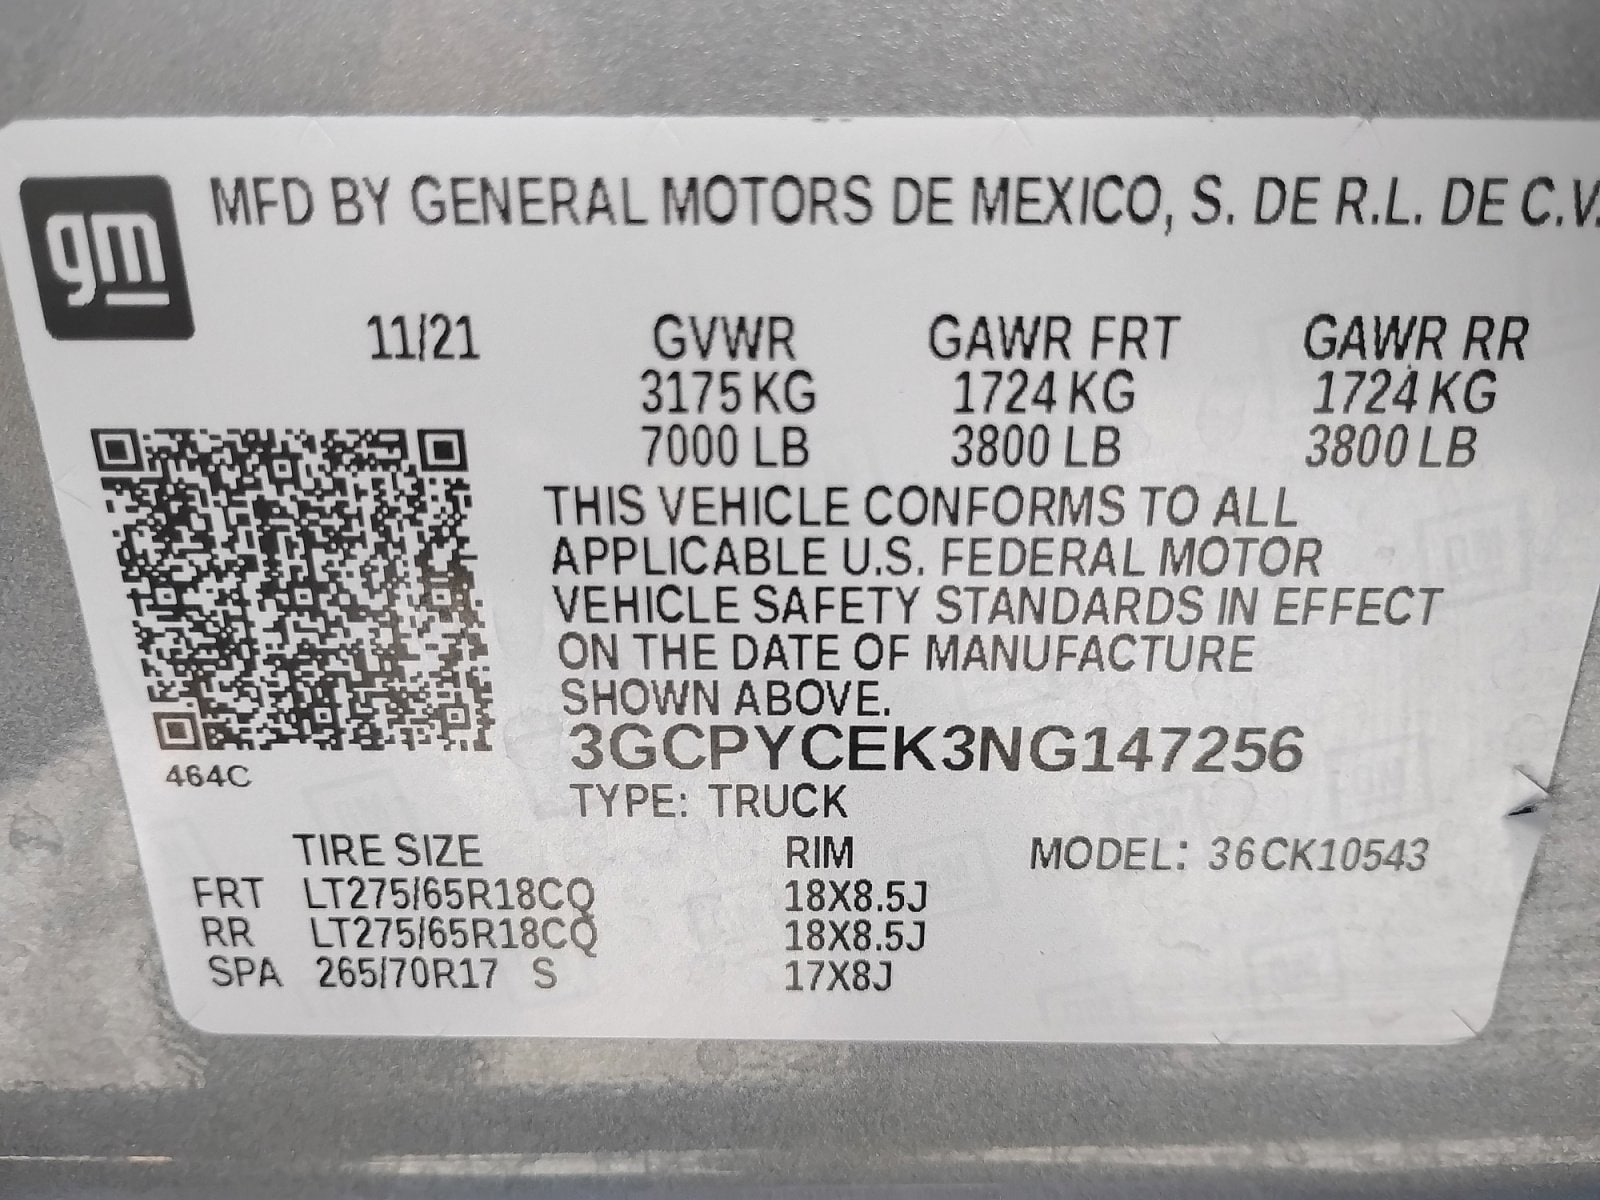 gm
MFD BY GENERAL MOTORS DE MEXICO, S. DE R.L. DE C.V.
11/21 GVWR GAWR FRT GAWR RR
3175 KG 1724 KG 1724 KG
7000 LB 3800 LB 3800 LB
THIS VEHICLE CONFORMS TO ALL
APPLICABLE U.S. FEDERAL MOTOR
VEHICLE SAFETY STANDARDS IN EFFECT
ON THE DATE OF MANUFACTURE
SHOWN ABOVE.
3GCPYCEK3NG147256
464C
TYPE: TRUCK
TIRE SIZE RIM MODEL: 36CK10543
FRT LT275/65R18CQ 18X8.5J
RR LT275/65R18CQ 18X8.5J
SPA 265/70R17 S 17X8J